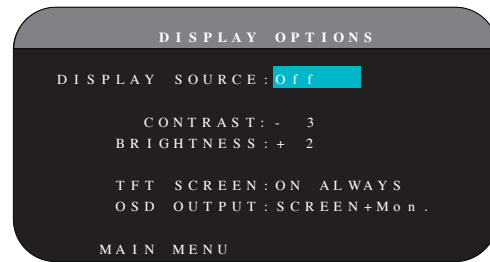 DISPLAY OPTIONS
DISPLAY SOURCE:Off
CONTRAST:- 3
BRIGHTNESS:+ 2
TFT SCREEN:ON ALWAYS
OSD OUTPUT:SCREEN+Mon.
MAIN MENU